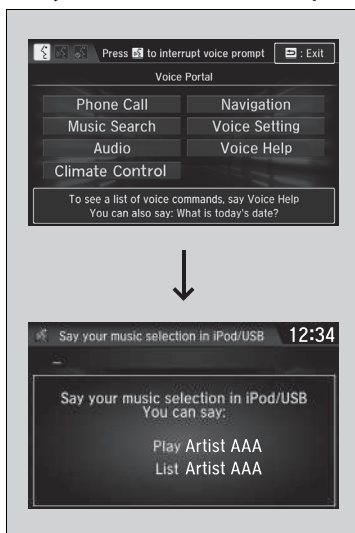 Press to interrupt voice prompt : Exit
Voice Portal
Phone Call Navigation
Music Search Voice Setting
Audio Voice Help
Climate Control
To see a list of voice commands, say Voice Help
You can also say: What is today's date?
Say your music selection in iPod/USB 12:34
Say your music selection in iPod/USB
You can say:
Play Artist AAA
List Artist AAA